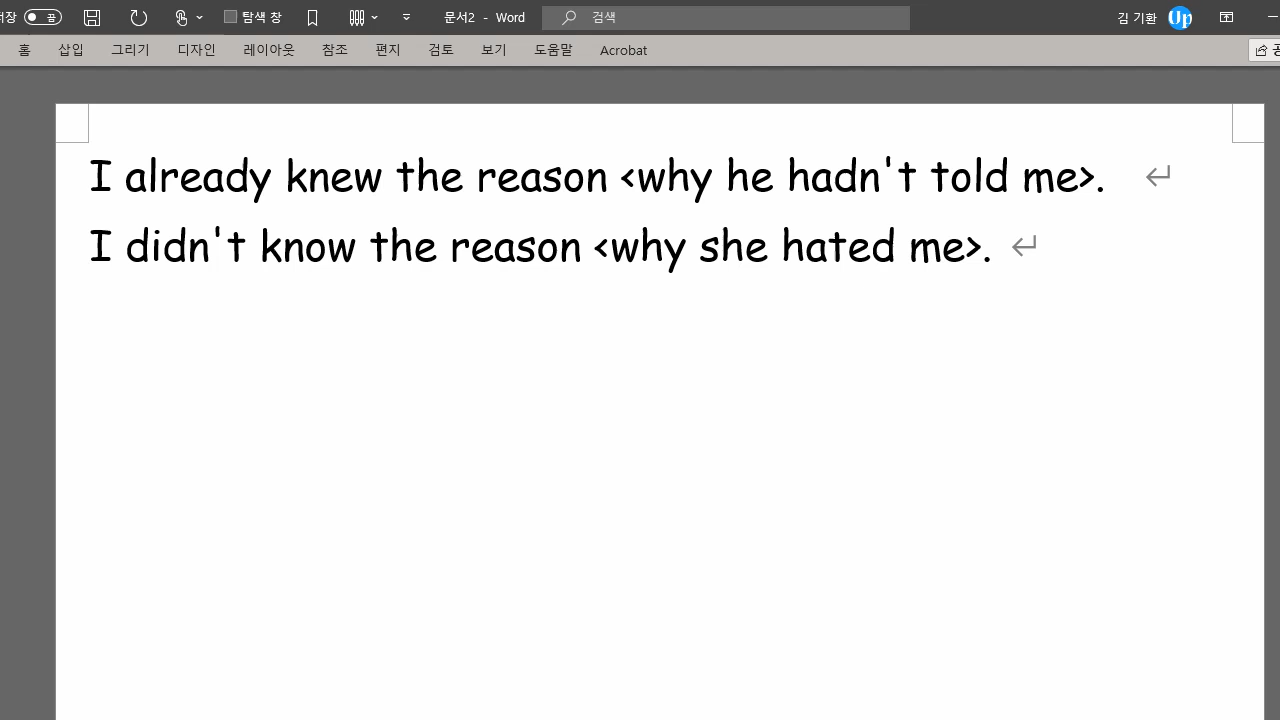 공
탐색 창
문서2 - Word
검색
김 기환
Up
홈 삽입 그리기 디자인 레이아웃 참조 편지 검토 보기 도움말 Acrobat
I already knew the reason <why he hadn't told me>.
I didn't know the reason <why she hated me>.